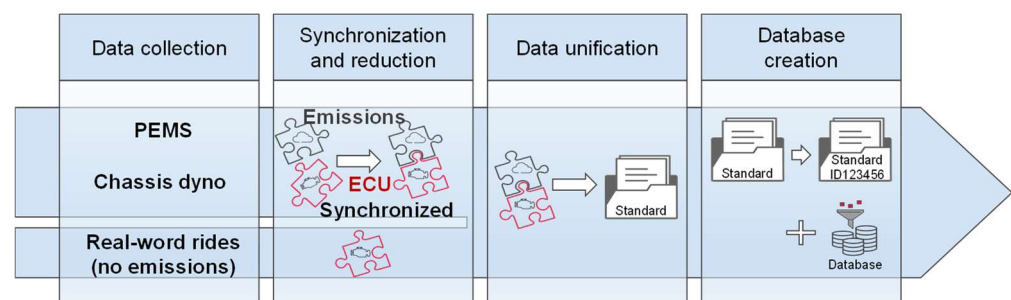 Data collection
Synchronization
and reduction
Data unification
Database
creation
PEMS
Chassis dyno
Real-word rides
(no emissions)
Emissions
ECU
Synchronized
Standard
Standard
Standard
ID123456
Database